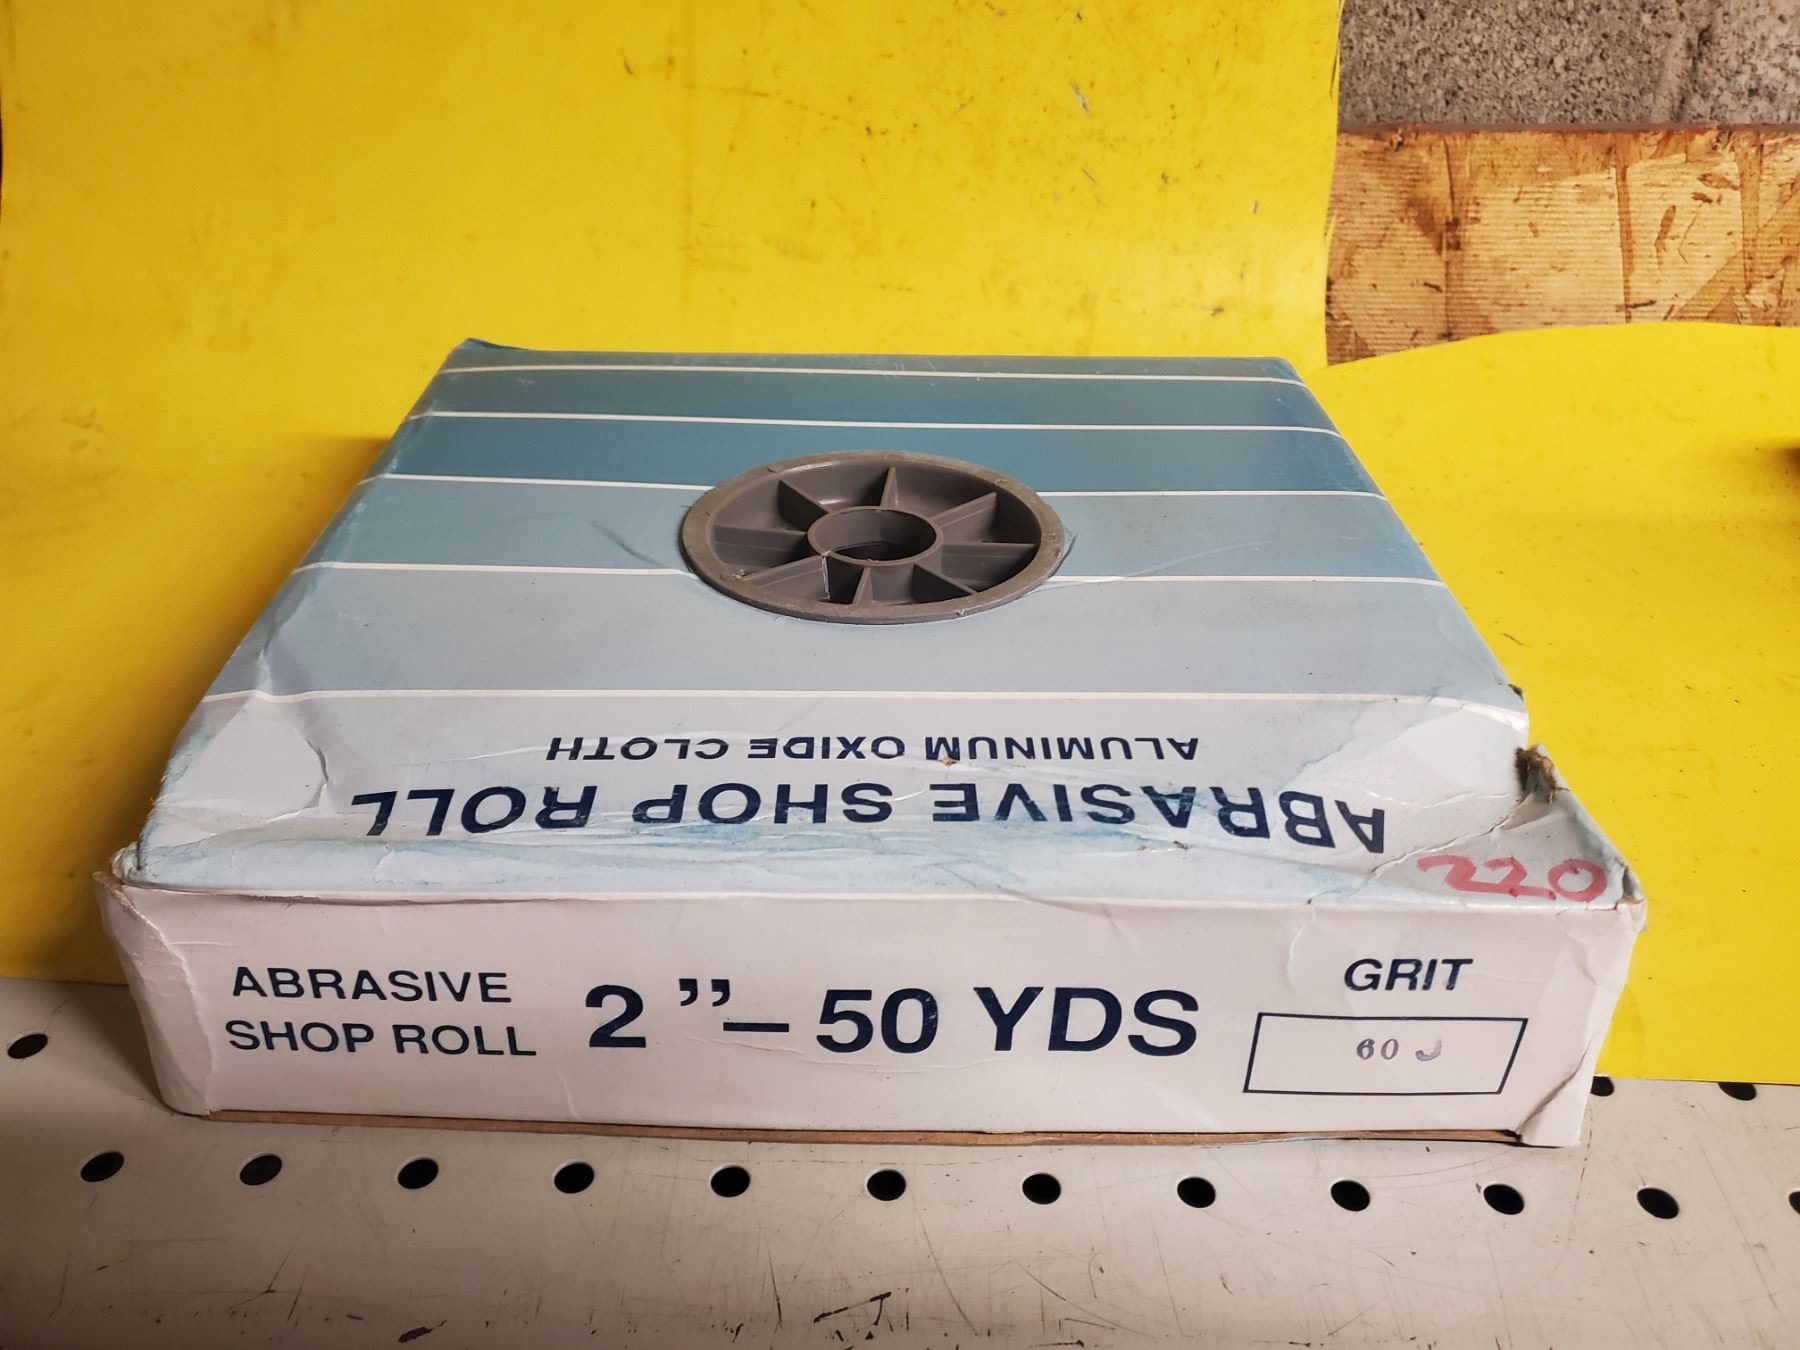 ABRASIVE SHOP ROLL
ALUMINUM OXIDE CLOTH
220
ABRASIVE
SHOP ROLL
2"–50 YDS
GRIT
60 J